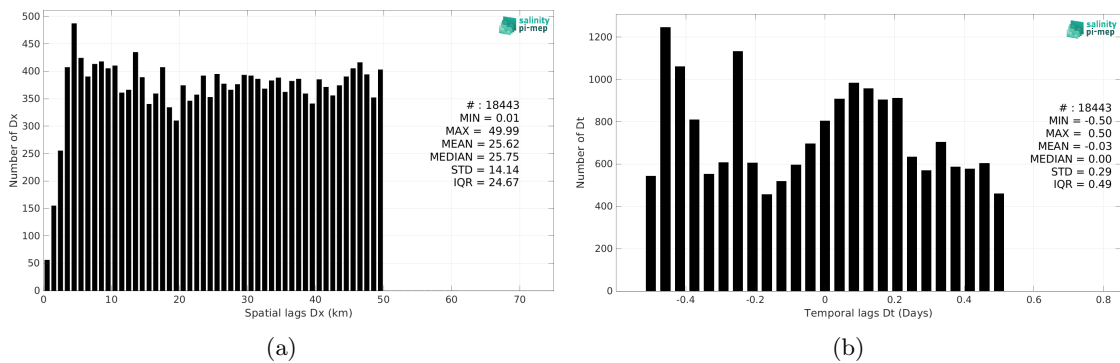 500
450
400
350
300
250
200
150
100
50
0
Number of Dx
0 10 20 30 40 50 60 70
Spatial lags Dx (km)
salinity
pi-mep
# : 18443
MIN = 0.01
MAX = 49.99
MEAN = 25.62
MEDIAN = 25.75
STD = 14.14
IQR = 24.67
(a)
1200
1000
800
600
400
200
0
Number of Dt
-0.4 -0.2 0 0.2 0.4 0.6 0.8
Temporal lags Dt (Days)
salinity
pi-mep
# : 18443
MIN = -0.50
MAX = 0.50
MEAN = -0.03
MEDIAN = 0.00
STD = 0.29
IQR = 0.49
(b)